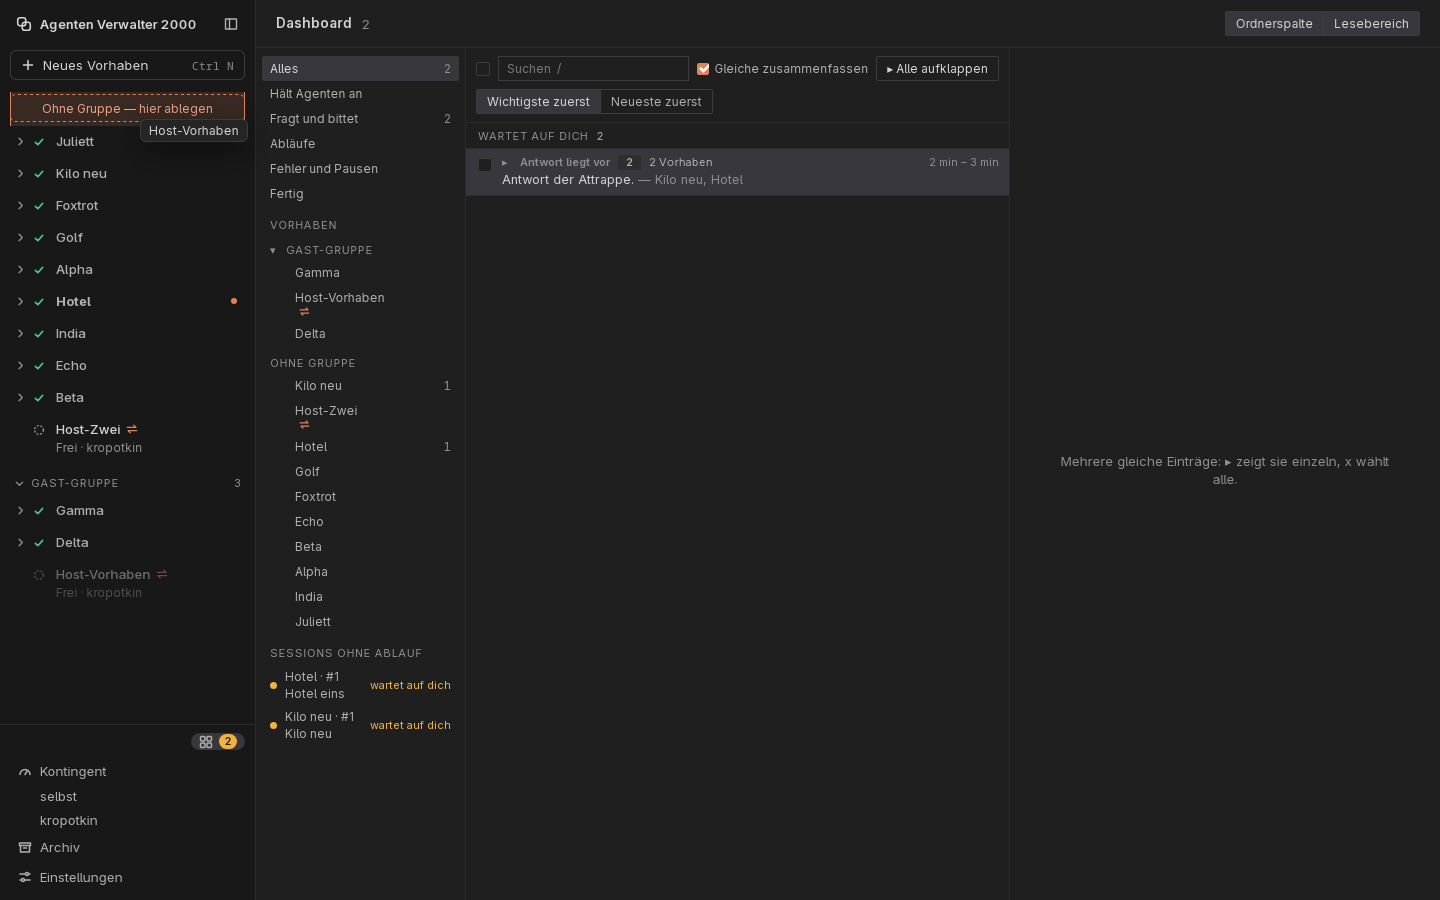 Agenten Verwalter 2000
Neues Vorhaben Ctrl N
Ohne Gruppe — hier ablegen
Host-Vorhaben
Juliett
Kilo neu
Foxtrot
Golf
Alpha
Hotel
India
Echo
Beta
Host-Zwei
Frei · kropotkin
GAST-GRUPPE 3
Gamma
Delta
Host-Vorhaben
Frei · kropotkin
2
Kontingent
selbst
kropotkin
Archiv
Einstellungen
Dashboard 2
Ordnerspalte Lesebereich
Alles 2
Hält Agenten an
Fragt und bittet 2
Abläufe
Fehler und Pausen
Fertig
VORHABEN
▾ GAST-GRUPPE
Gamma
Host-Vorhaben
Delta
OHNE GRUPPE
Kilo neu 1
Host-Zwei
Hotel 1
Golf
Foxtrot
Echo
Beta
Alpha
India
Juliett
SESSIONS OHNE ABLAUF
Hotel · #1
Hotel eins
wartet auf dich
Kilo neu · #1
Kilo neu
wartet auf dich
Suchen /
Gleiche zusammenfassen
▸ Alle aufklappen
Wichtigste zuerst Neueste zuerst
WARTET AUF DICH 2
▸ Antwort liegt vor 2 2 Vorhaben 2 min – 3 min
Antwort der Attrappe. — Kilo neu, Hotel
Mehrere gleiche Einträge: ▸ zeigt sie einzeln, x wählt
alle.